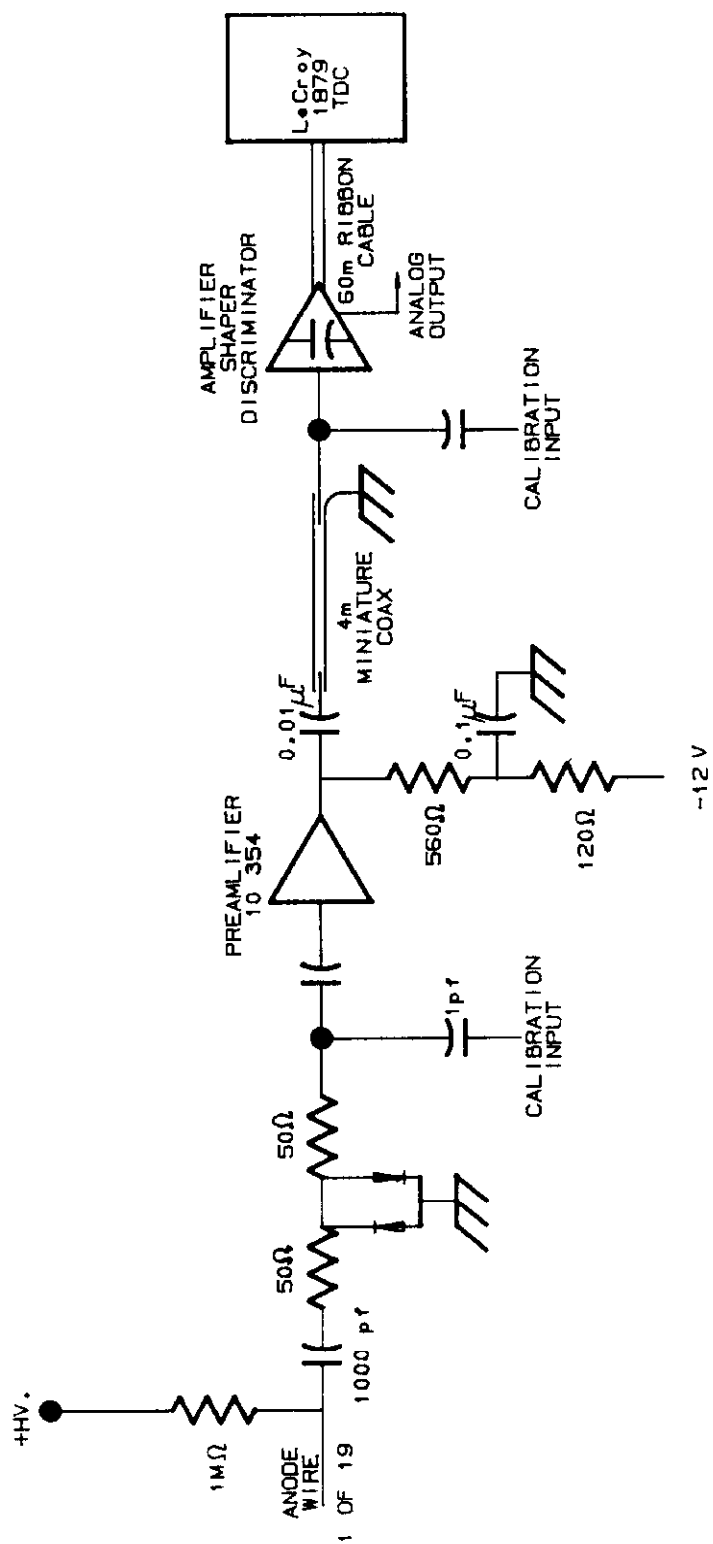 +HV.
1MΩ
ANODE
WIRE
1 OF 19
1000 pf
50Ω
50Ω
1pf
CALIBRATION
INPUT
PREAMLIFIER
10 354
560Ω
120Ω
-12 V
0.1μF
0.01μF
4m
MINIATURE
COAX
CALIBRATION
INPUT
AMPLIFIER
SHAPER
DISCRIMINATOR
ANALOG
OUTPUT
60m RIBBON
CABLE
LeCroy
1879
TDC